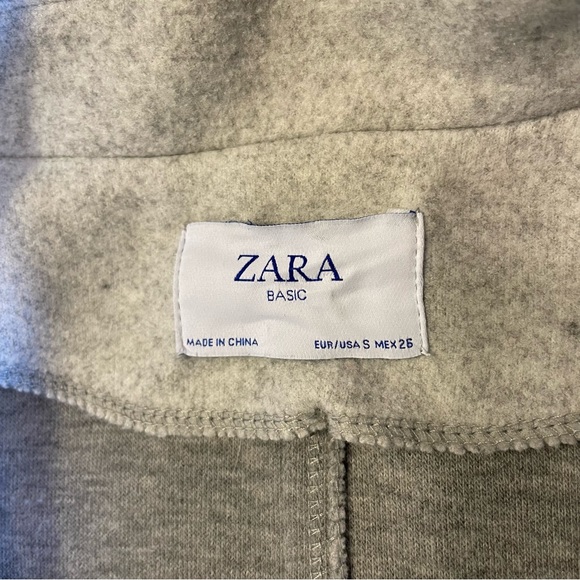 ZARA
BASIC
MADE IN CHINA EUR/USA S MEX 26